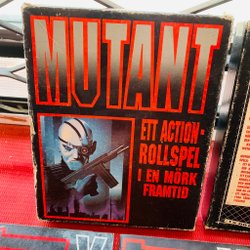 MUTANT
ETT ACTION-
ROLLSPEL
I EN MÖRK
FRAMTID